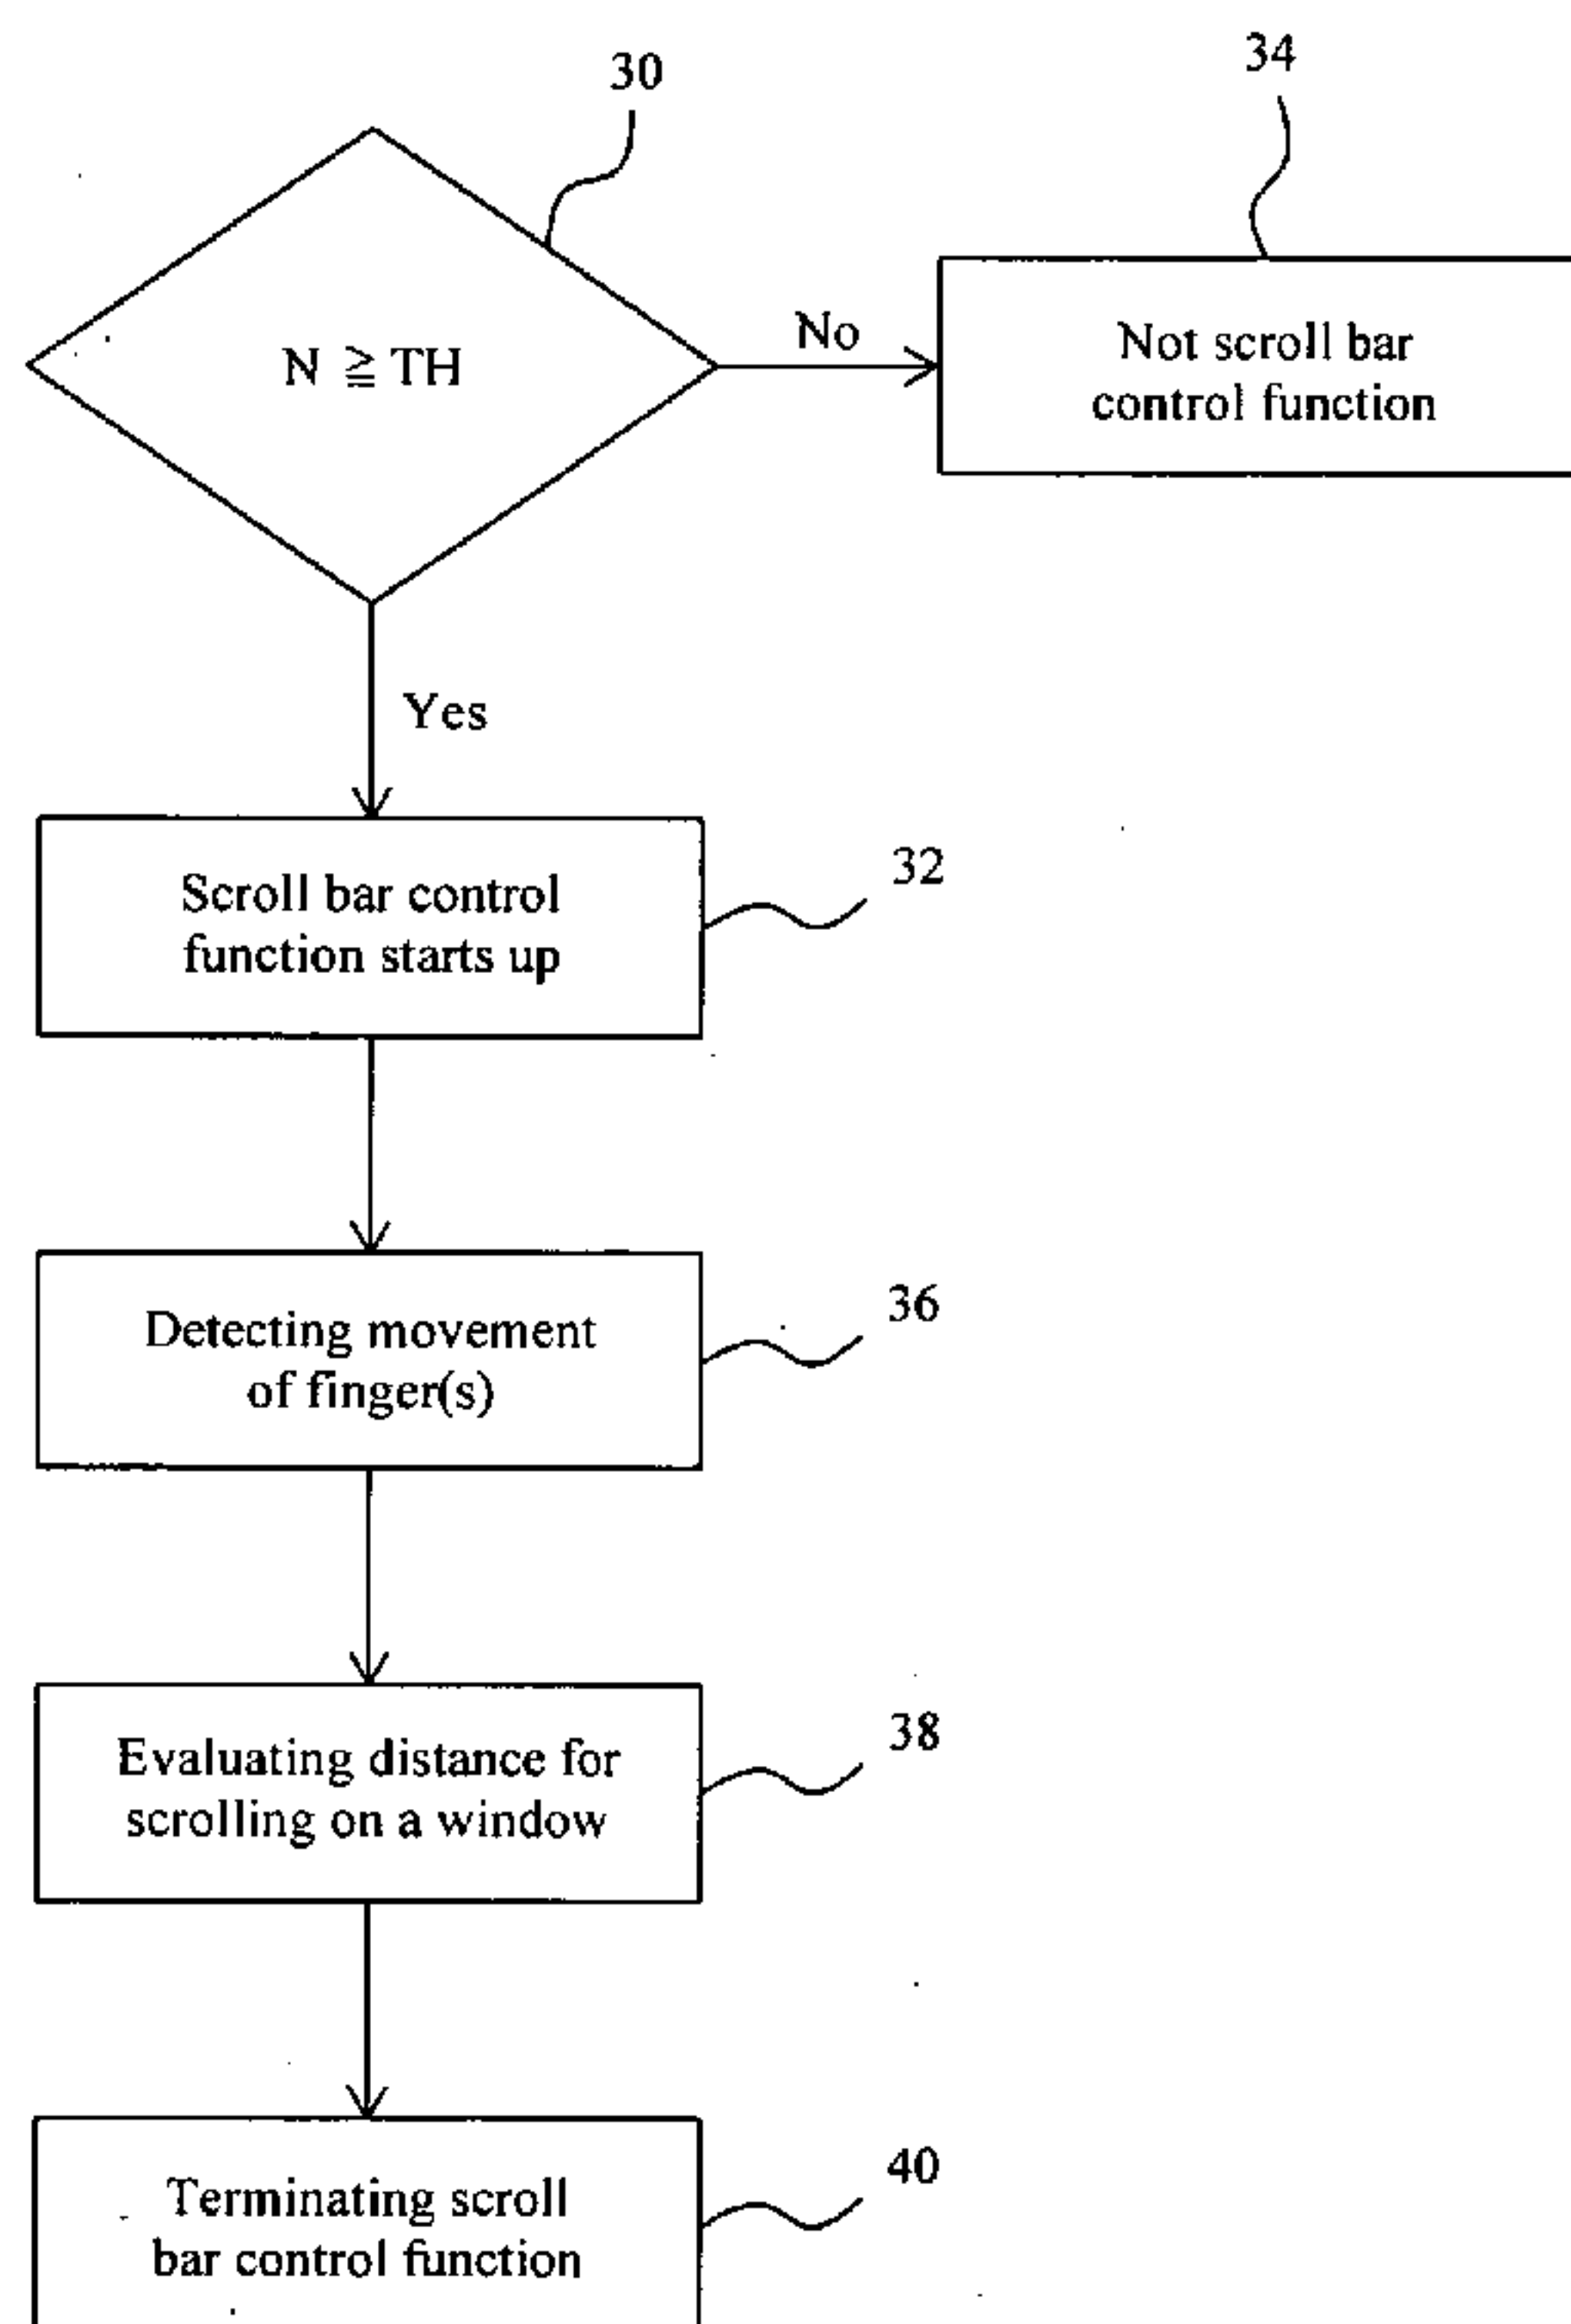 30
34
N ≧ TH
No
Not scroll bar
control function
Yes
Scroll bar control
function starts up
32
Detecting movement
of finger(s)
36
Evaluating distance for
scrolling on a window
38
Terminating scroll
bar control function
40